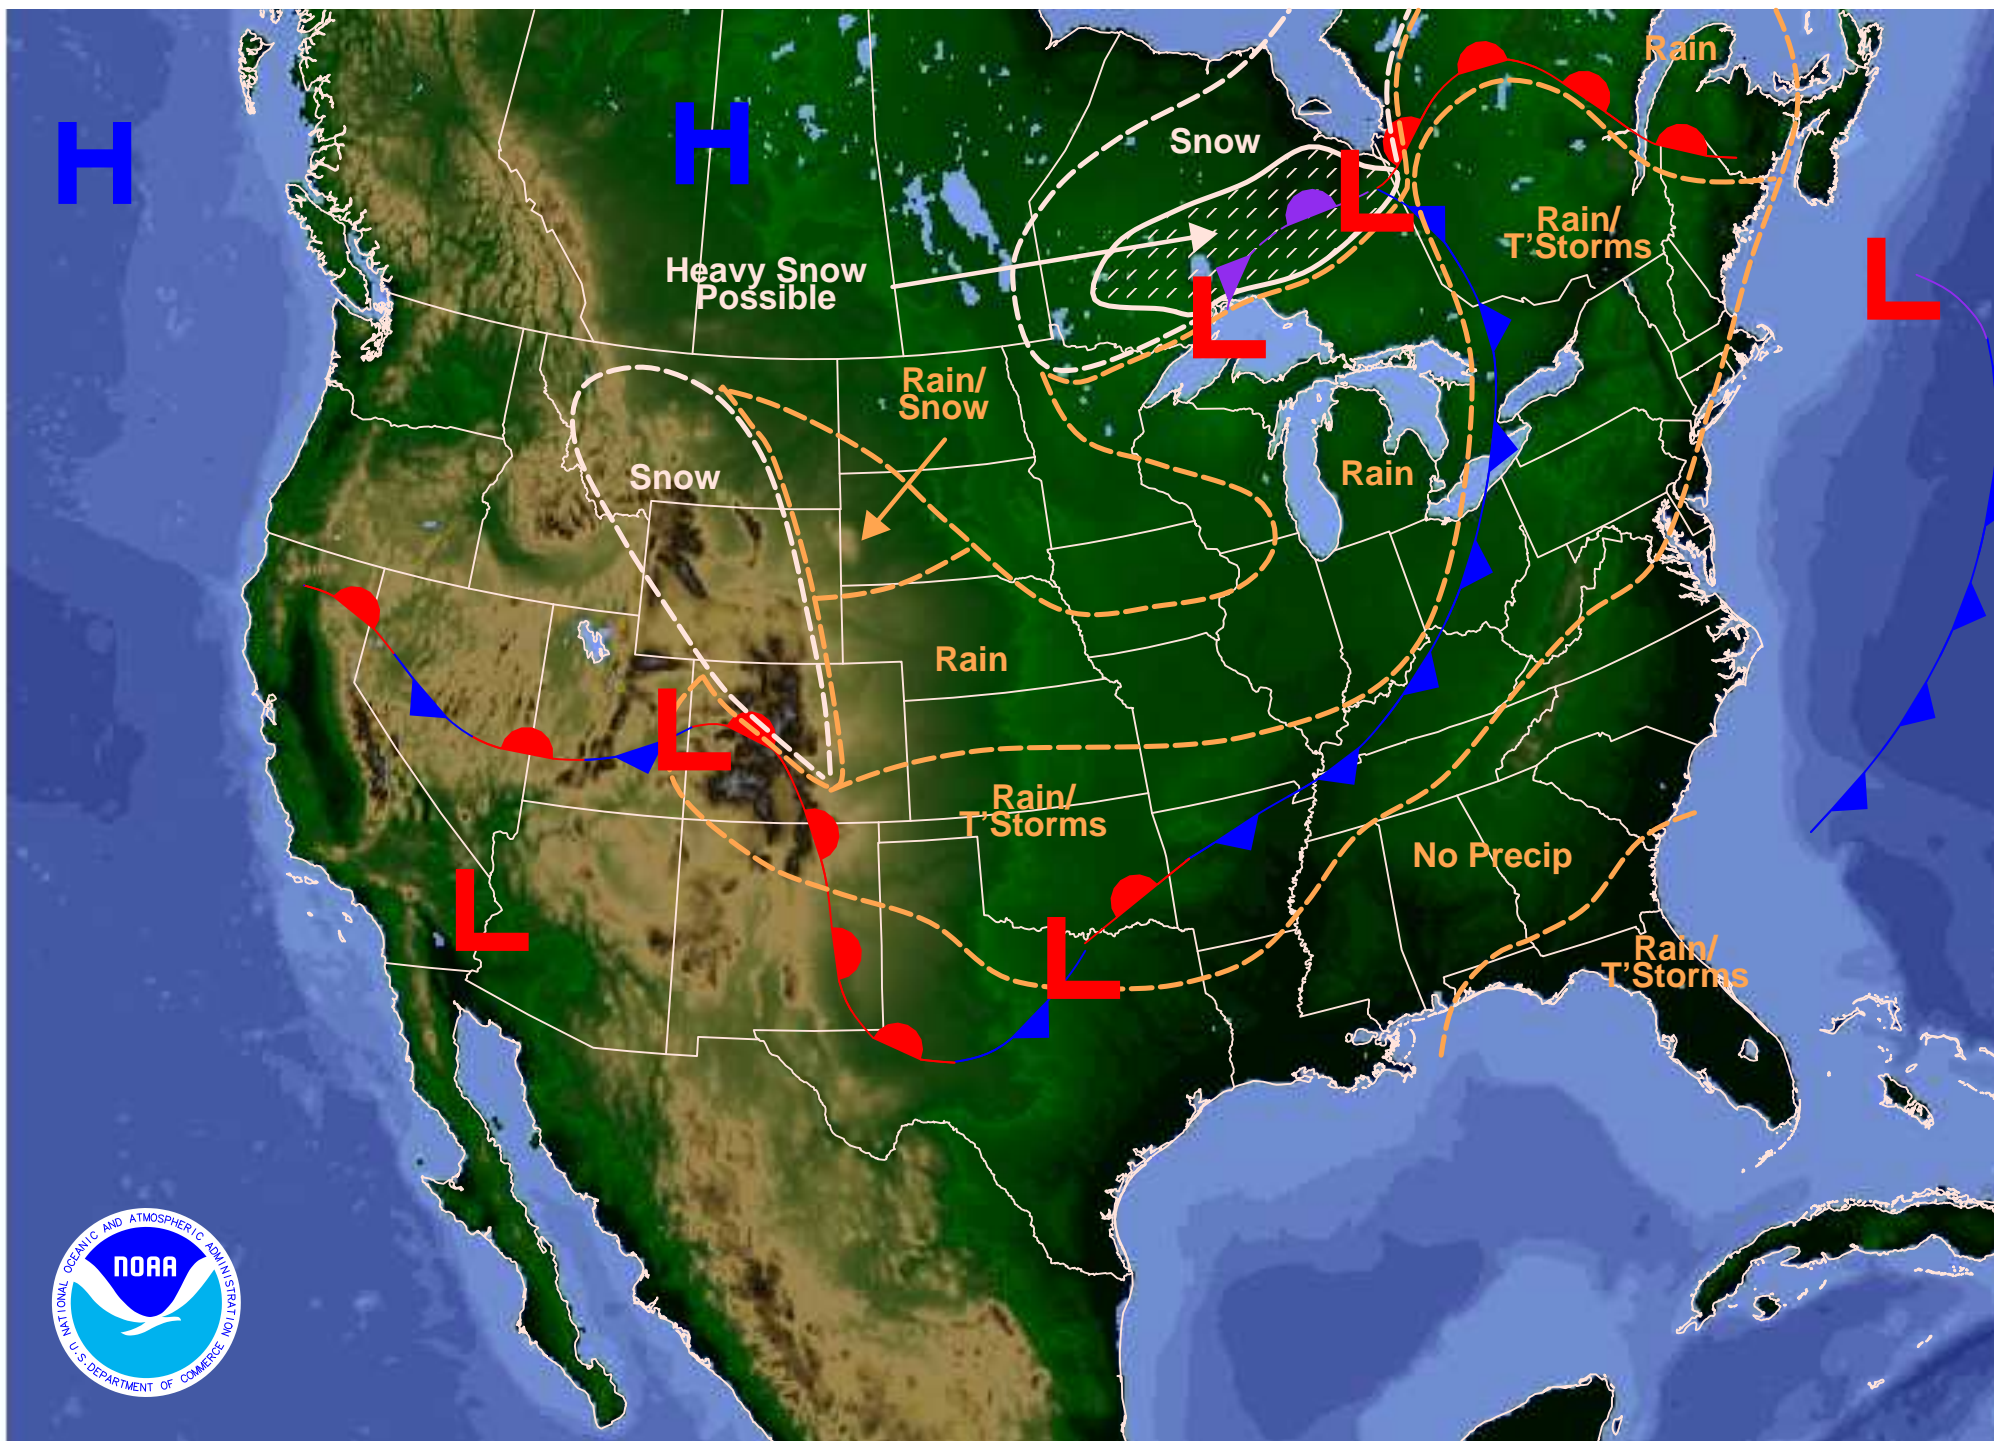 Rain
H
H
Snow
L
Rain/
T'Storms
Heavy Snow
Possible
L
L
Rain/
Snow
Snow
Rain
Rain
L
Rain/
T'Storms
No Precip
L
L
Rain/
T'Storms
NATIONAL OCEANIC AND ATMOSPHERIC ADMINISTRATION
NOAA
U.S. DEPARTMENT OF COMMERCE